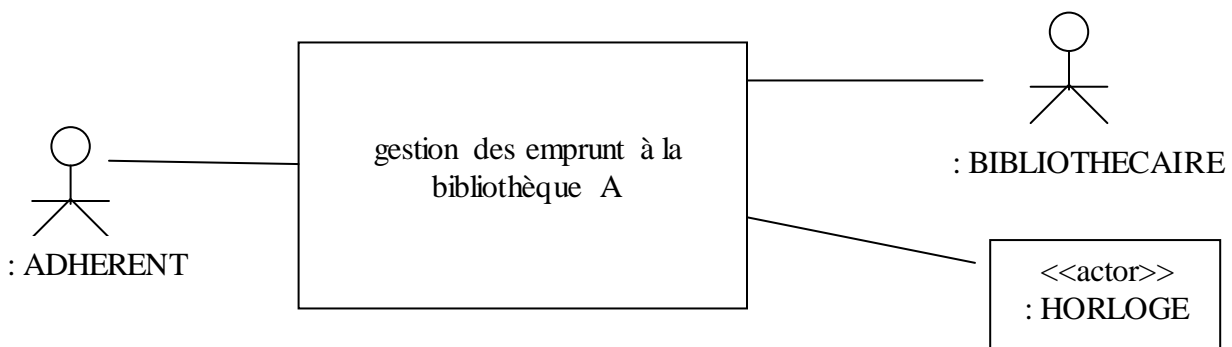 gestion des emprunt à la
bibliothèque A
: BIBLIOTHECAIRE
: ADHERENT
<<actor>>
: HORLOGE